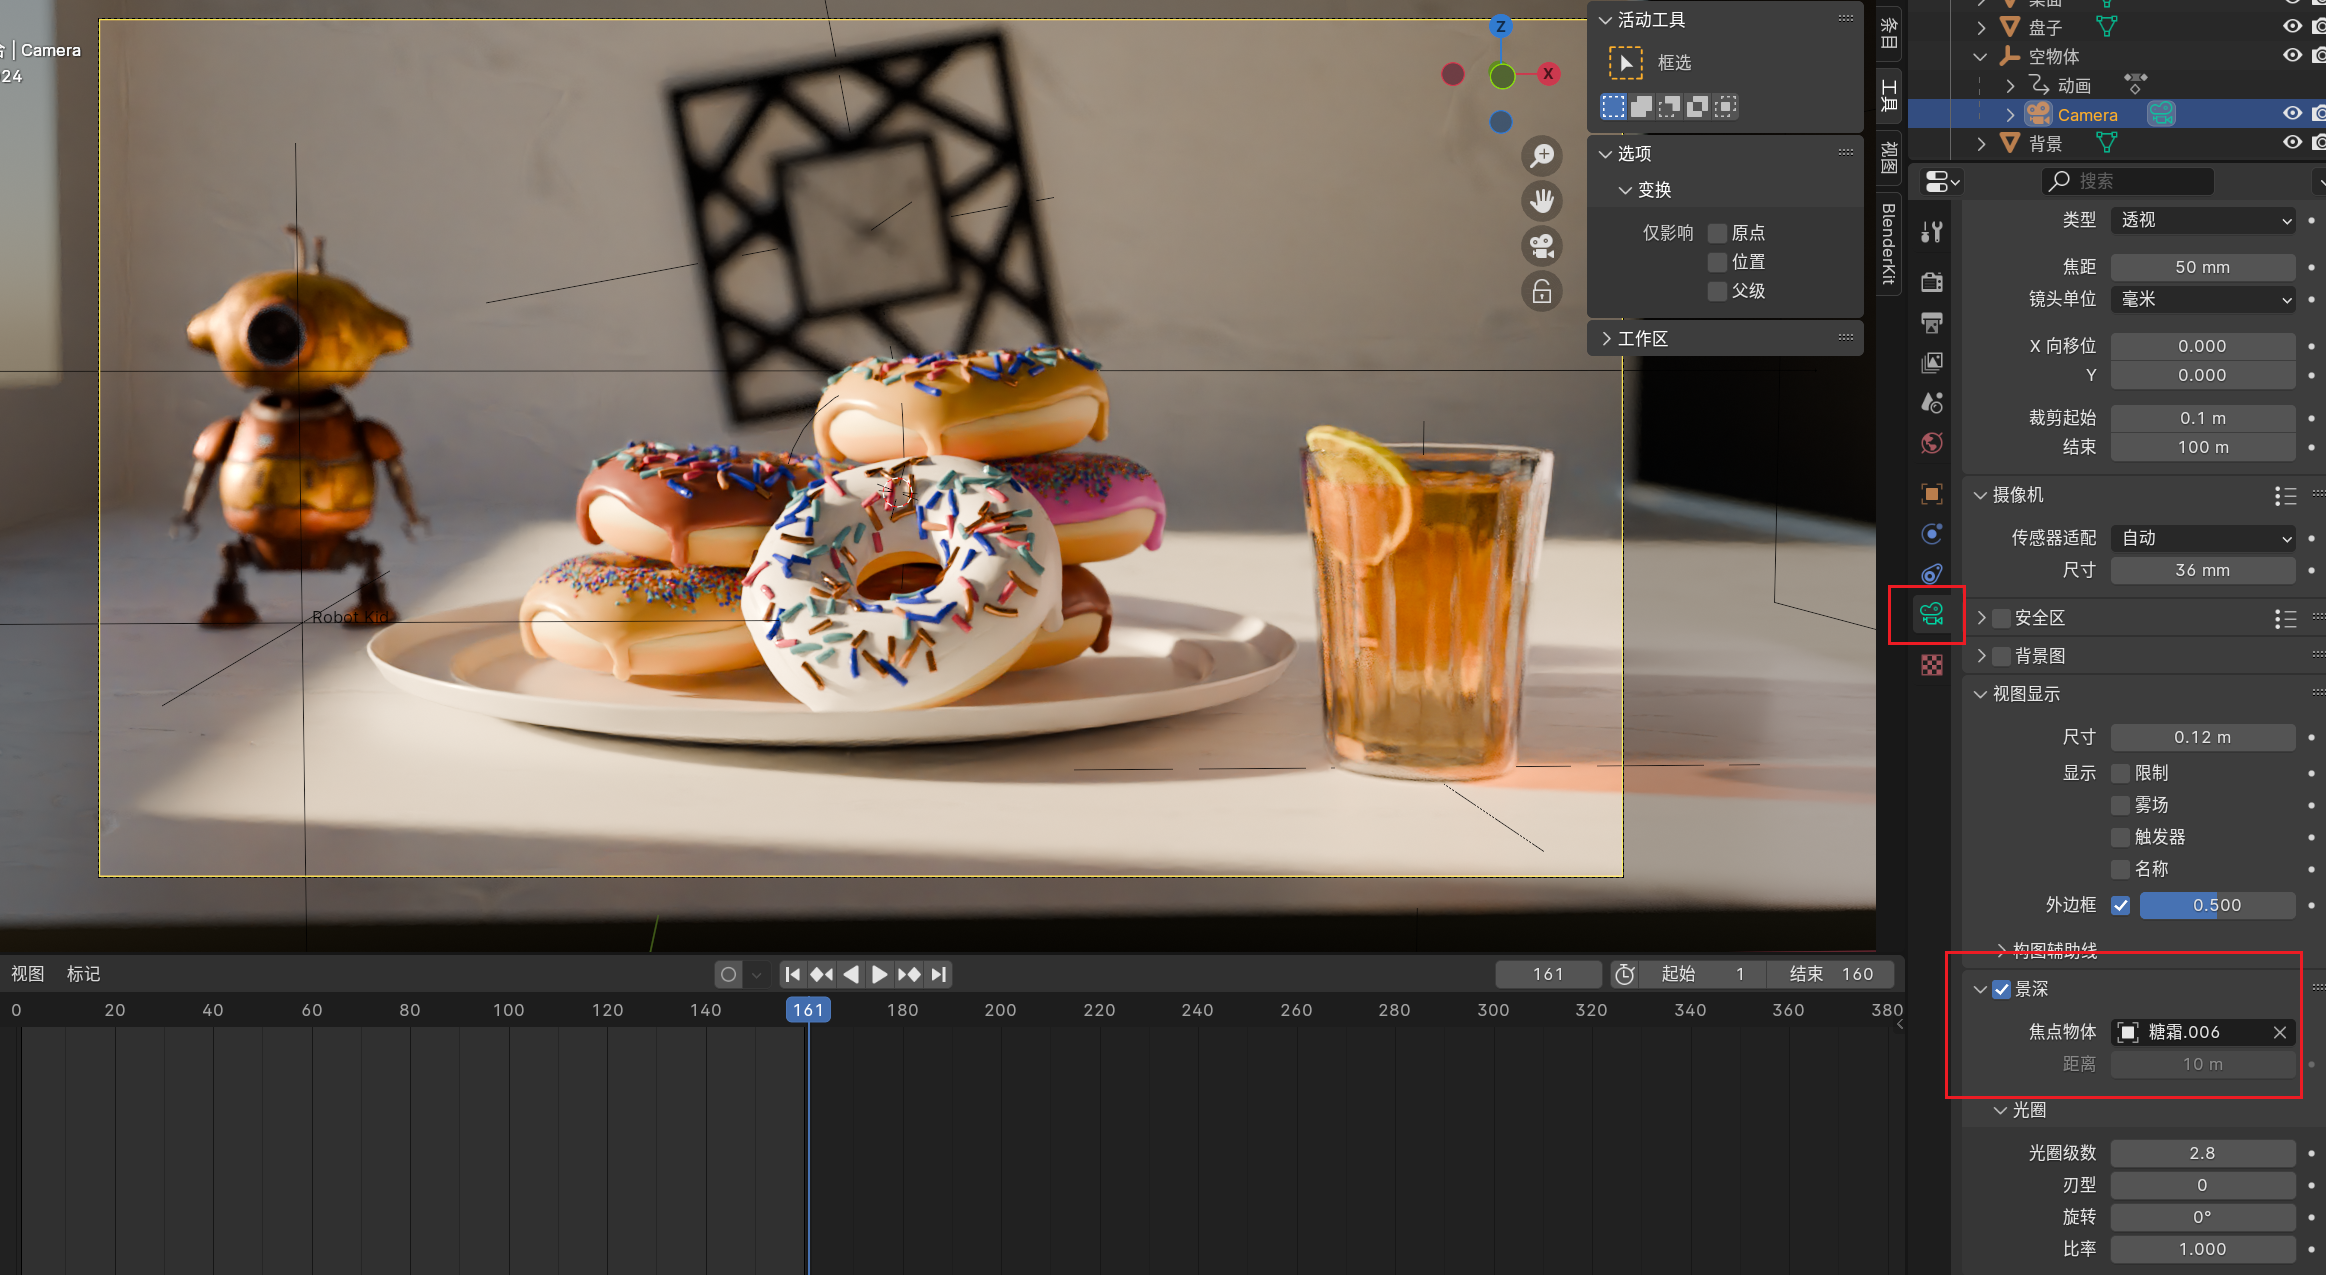 合 | Camera
24
Robot Kid
Z
X
活动工具
框选
选项
变换
仅影响
原点
位置
父级
工作区
条目
工具
视图
BlenderKit
桌面
盘子
空物体
动画
Camera
背景
搜索
类型 透视
焦距 50 mm
镜头单位 毫米
X 向移位 0.000
Y 0.000
裁剪起始 0.1 m
结束 100 m
摄像机
传感器适配 自动
尺寸 36 mm
安全区
背景图
视图显示
尺寸 0.12 m
显示 限制
雾场
触发器
名称
外边框 0.500
构图辅助线
景深
焦点物体 糖霜.006
距离 10 m
光圈
光圈级数 2.8
刃型 0
旋转 0°
比率 1.000
视图 标记
161 起始 1 结束 160
0 20 40 60 80 100 120 140 161 180 200 220 240 260 280 300 320 340 360 380